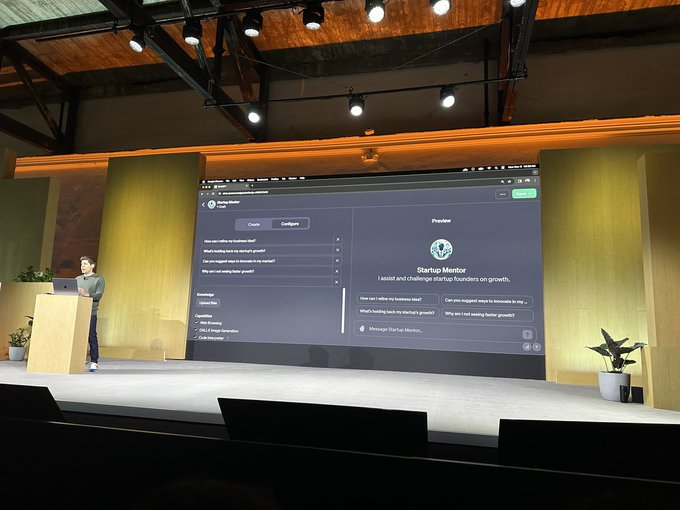 Startup Mentor
Draft
Save
Create
Configure
Preview
How can I refine my business idea?
What's holding back my startup's growth?
Can you suggest ways to innovate in my market?
Why am I not seeing faster growth?
Knowledge
Upload files
Capabilities
Web Browsing
DALL·E Image Generation
Code Interpreter
Startup Mentor
I assist and challenge startup founders on growth.
How can I refine my business idea?
Can you suggest ways to innovate in my ...
What's holding back my startup's growth?
Why am I not seeing faster growth?
Message Startup Mentor...